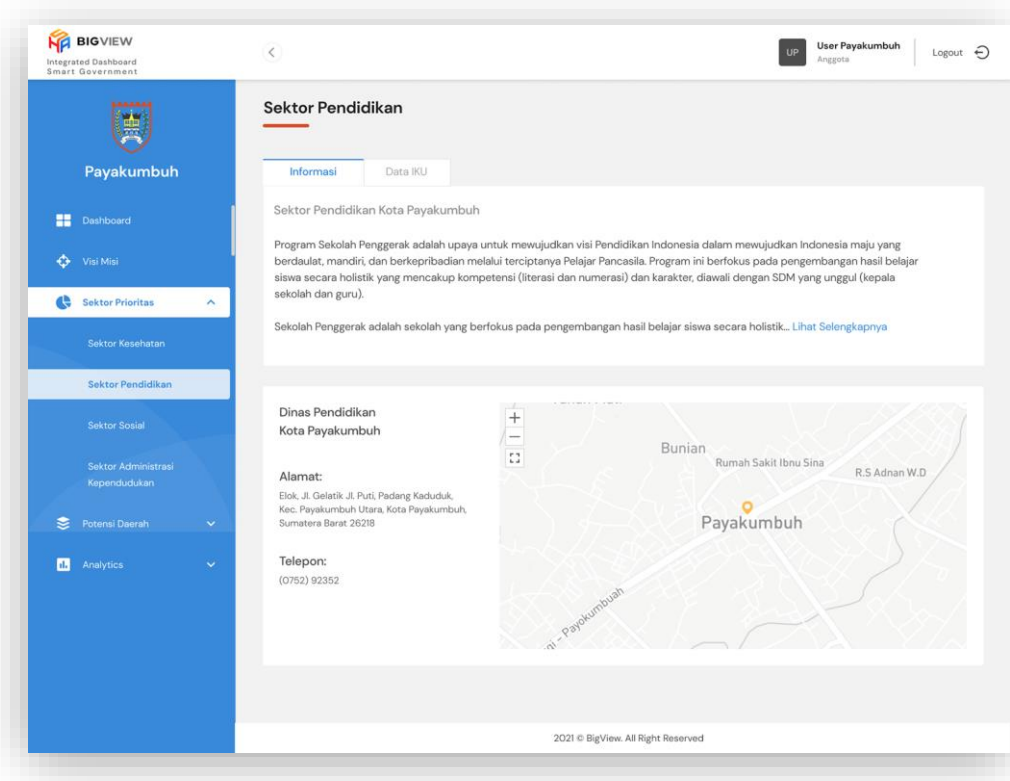 BIGVIEW
Integrated Dashboard
Smart Government
UP
User Payakumbuh
Anggota
Logout
Payakumbuh
Dashboard
Visi Misi
Sektor Prioritas
Sektor Kesehatan
Sektor Pendidikan
Sektor Sosial
Sektor Administrasi
Kependudukan
Potensi Daerah
Analytics
Sektor Pendidikan
Informasi
Data IKU
Sektor Pendidikan Kota Payakumbuh
Program Sekolah Penggerak adalah upaya untuk mewujudkan visi Pendidikan Indonesia dalam mewujudkan Indonesia maju yang
berdaulat, mandiri, dan berkepribadian melalui terciptanya Pelajar Pancasila. Program ini berfokus pada pengembangan hasil belajar
siswa secara holistik yang mencakup kompetensi (literasi dan numerasi) dan karakter, diawali dengan SDM yang unggul (kepala
sekolah dan guru).
Sekolah Penggerak adalah sekolah yang berfokus pada pengembangan hasil belajar siswa secara holistik... Lihat Selengkapnya
Dinas Pendidikan
Kota Payakumbuh
Alamat:
Elok, Jl. Gelatik Jl. Puti, Padang Kaduduk,
Kec. Payakumbuh Utara, Kota Payakumbuh,
Sumatera Barat 26218
Telepon:
(0752) 92352
Bunian
Rumah Sakit Ibnu Sina
R.S Adnan W.D
Payakumbuh
- Payokumbuah
2021 © BigView. All Right Reserved